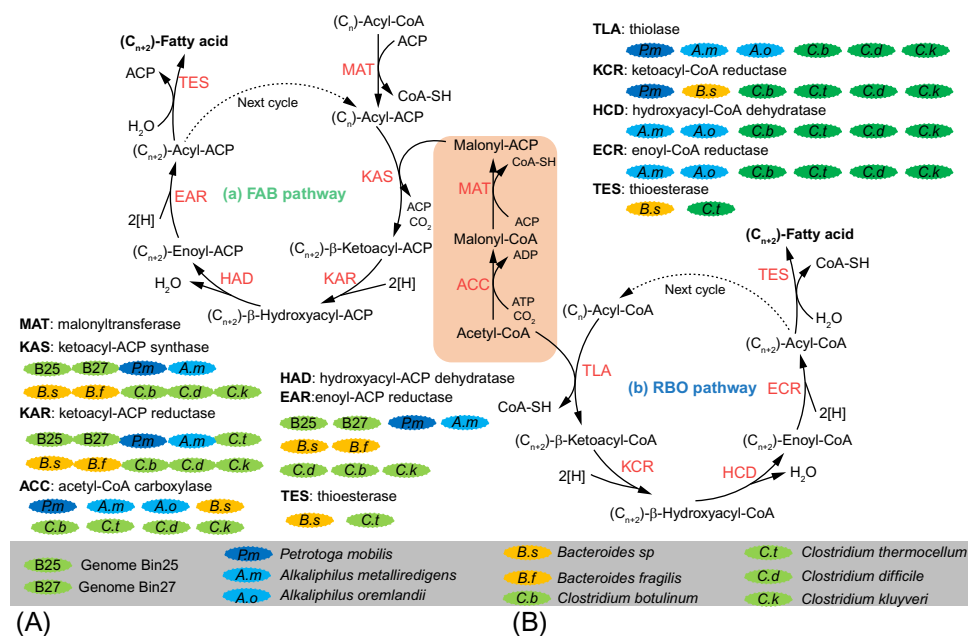 (Cn)-Acyl-CoA
ACP
MAT
CoA-SH
(Cn)-Acyl-ACP
(Cn+2)-Fatty acid
ACP
TES
H2O
Next cycle
(Cn+2)-Acyl-ACP
KAS
EAR
(a) FAB pathway
ACP
CO2
2[H]
(Cn+2)-Enoyl-ACP
(Cn+2)-β-Ketoacyl-ACP
HAD
KAR
H2O
2[H]
(Cn+2)-β-Hydroxyacyl-ACP
Malonyl-ACP
CoA-SH
MAT
ACP
Malonyl-CoA
ADP
ACC
ATP
CO2
Acetyl-CoA
TLA: thiolase
P.m A.m A.o C.b C.d C.k
KCR: ketoacyl-CoA reductase
P.m B.s C.b C.t C.d C.k
HCD: hydroxyacyl-CoA dehydratase
A.m A.o C.b C.t C.d C.k
ECR: enoyl-CoA reductase
A.m A.o C.b C.t C.d C.k
TES: thioesterase
B.s C.t
(Cn+2)-Fatty acid
CoA-SH
TES
Next cycle
H2O
(Cn)-Acyl-CoA
(Cn+2)-Acyl-CoA
TLA
(b) RBO pathway
ECR
CoA-SH
2[H]
(Cn+2)-β-Ketoacyl-CoA
(Cn+2)-Enoyl-CoA
KCR
HCD
2[H]
H2O
(Cn+2)-β-Hydroxyacyl-CoA
MAT: malonyltransferase
KAS: ketoacyl-ACP synthase
B25 B27 P.m A.m
B.s B.f C.b C.d C.k
KAR: ketoacyl-ACP reductase
B25 B27 P.m A.m C.t
B.s B.f C.b C.d C.k
ACC: acetyl-CoA carboxylase
P.m A.m A.o B.s
C.b C.t C.d C.k
HAD: hydroxyacyl-ACP dehydratase
EAR:enoyl-ACP reductase
B25 B27 P.m A.m
B.s B.f
C.d C.b C.k
TES: thioesterase
B.s C.t
B25 Genome Bin25
B27 Genome Bin27
P.m Petrotoga mobilis
A.m Alkaliphilus metalliredigens
A.o Alkaliphilus oremlandii
B.s Bacteroides sp
B.f Bacteroides fragilis
C.b Clostridium botulinum
C.t Clostridium thermocellum
C.d Clostridium difficile
C.k Clostridium kluyveri
(A)
(B)